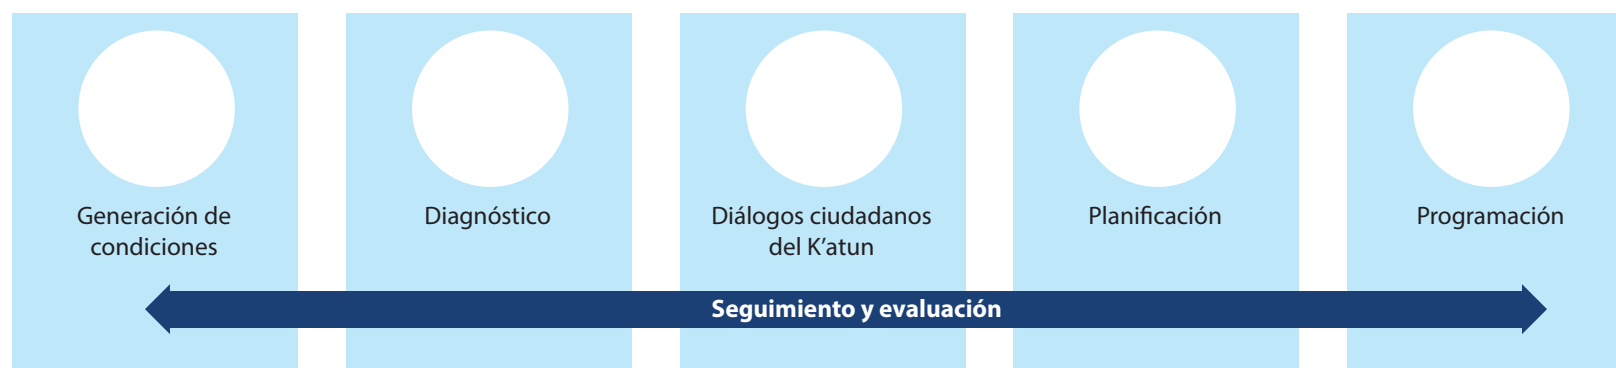 Generación de
condiciones
Diagnóstico
Diálogos ciudadanos
del K’atun
Planificación
Programación
Seguimiento y evaluación